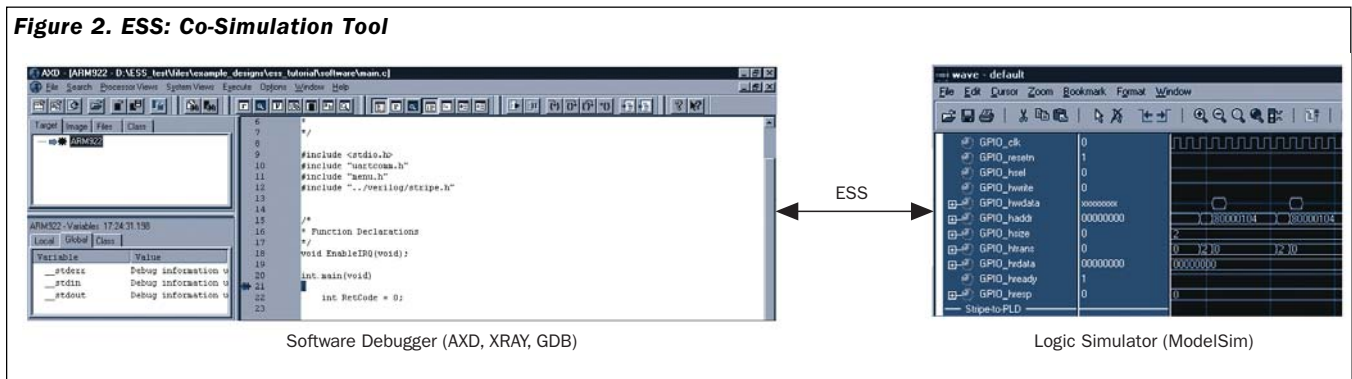 Figure 2. ESS: Co-Simulation Tool
AXD - [ARM922 - D:\ESS_test\files\example_designs\ess_tutorial\software\main.c]
File Search Processor Views System Views Execute Options Window Help
Target Image Files Class
ARM922
ARM922 - Variables 17:24:31.198
Local Global Class
Variable Value
__stderr Debug information u
__stdin Debug information u
__stdout Debug information u
6 *
7 */
8
9 #include <stdio.h>
10 #include "uartcomm.h"
11 #include "menu.h"
12 #include "../verilog/stripe.h"
13
14
15 /*
16 * Function Declarations
17 */
18 void EnableIRQ(void);
19
20 int main(void)
21
22 int RetCode = 0;
23
Software Debugger (AXD, XRAY, GDB)
ESS
wave - default
File Edit Cursor Zoom Bookmark Format Window
GPIO_clk 0
GPIO_resetn 1
GPIO_hsel 0
GPIO_hwrite 0
GPIO_hwdata xxxxxxxx
GPIO_haddr 00000000 80000104 80000104
GPIO_hsize 2
GPIO_htrans 0 0 2 0 2 0
GPIO_hrdata 00000000 00000000
GPIO_hready 1
GPIO_hresp 0 0
Stripe-to-PLD
Logic Simulator (ModelSim)